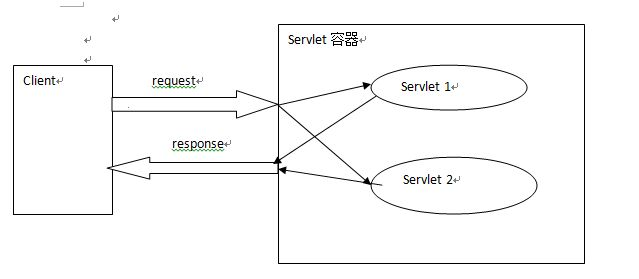 Servlet 容器
Client
request
Servlet 1
response
Servlet 2